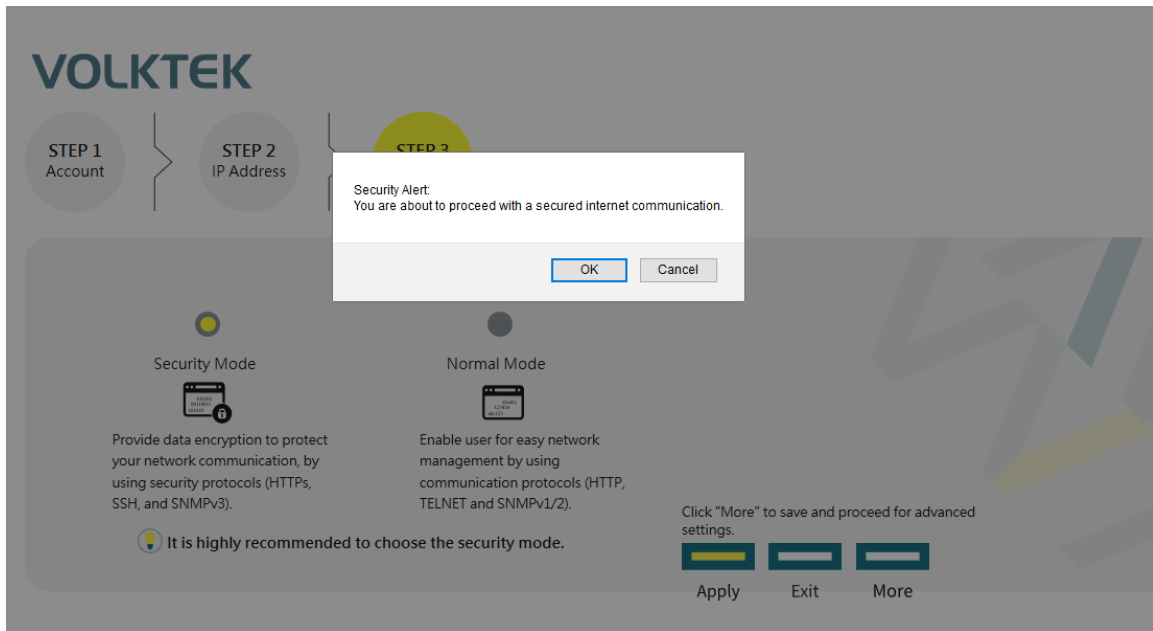 VOLKTEK
STEP 1
Account
STEP 2
IP Address
STEP 3
Security Alert:
You are about to proceed with a secured internet communication.
OK
Cancel
Security Mode
Provide data encryption to protect
your network communication, by
using security protocols (HTTPs,
SSH, and SNMPv3).
Normal Mode
Enable user for easy network
management by using
communication protocols (HTTP,
TELNET and SNMPv1/2).
It is highly recommended to choose the security mode.
Click "More" to save and proceed for advanced
settings.
Apply
Exit
More